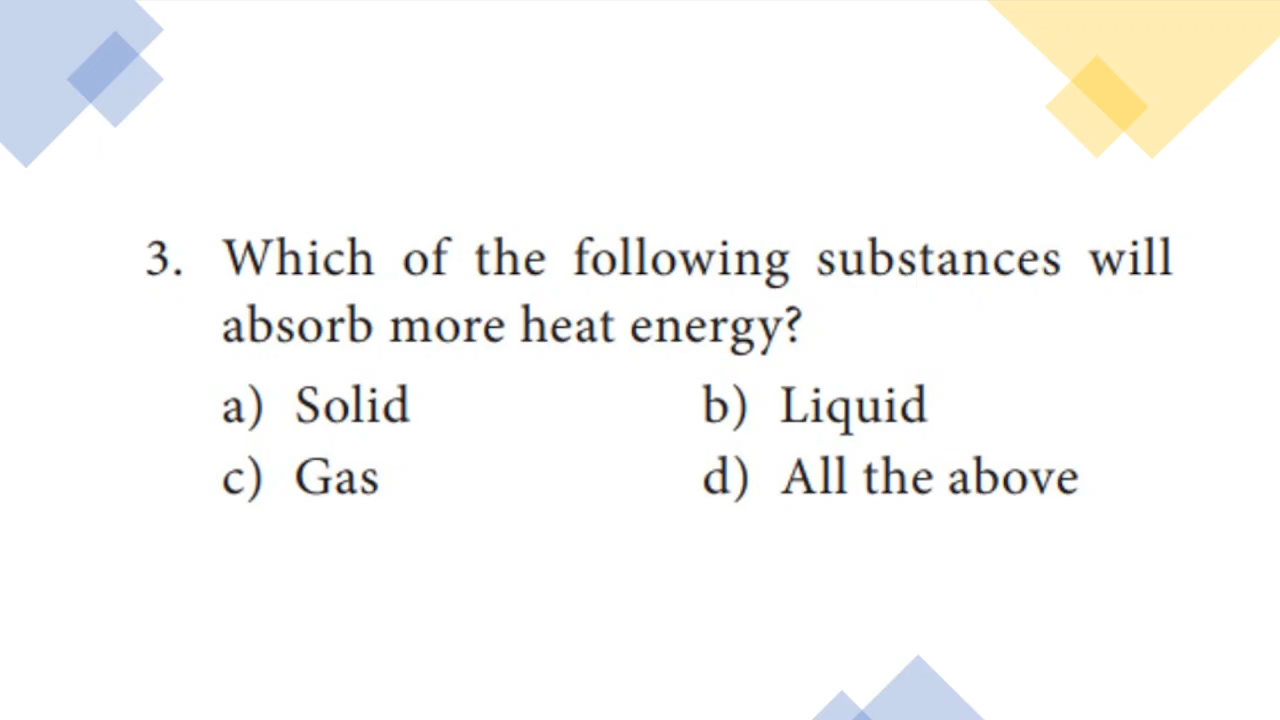 3. Which of the following substances will
absorb more heat energy?
a) Solid b) Liquid
c) Gas d) All the above